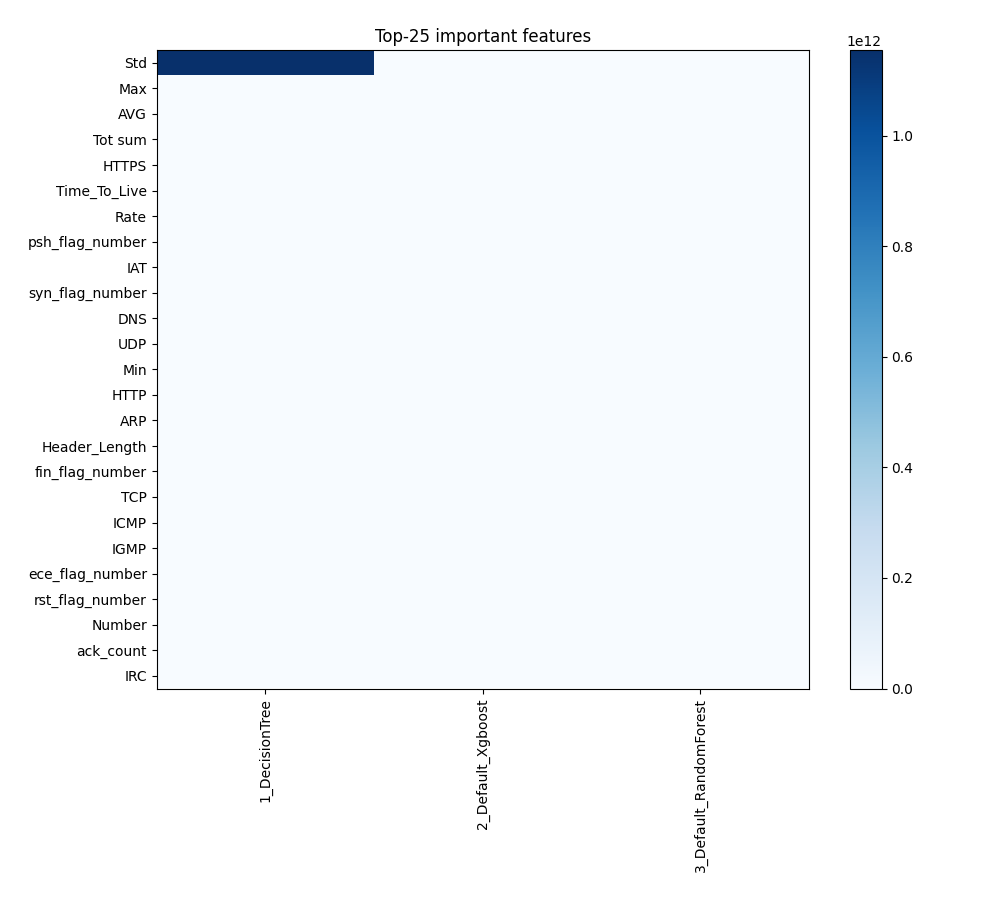 Top-25 important features
1e12
Std
Max
AVG
Tot sum
HTTPS
Time_To_Live
Rate
psh_flag_number
IAT
syn_flag_number
DNS
UDP
Min
HTTP
ARP
Header_Length
fin_flag_number
TCP
ICMP
IGMP
ece_flag_number
rst_flag_number
Number
ack_count
IRC
1_DecisionTree
2_Default_Xgboost
3_Default_RandomForest
1.0
0.8
0.6
0.4
0.2
0.0